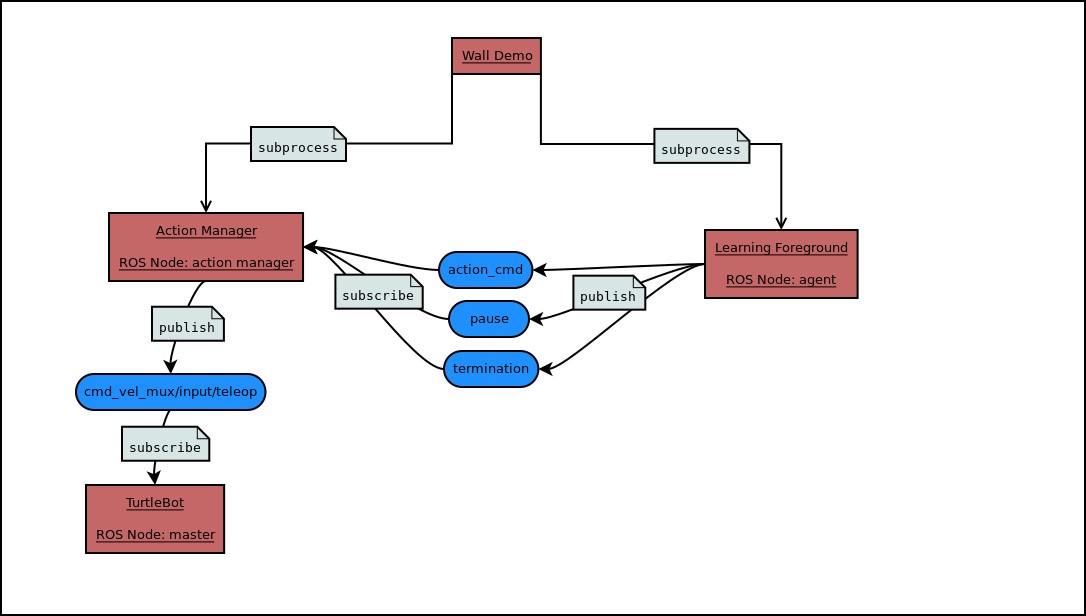 Wall Demo
subprocess
subprocess
Action Manager
ROS Node: action manager
Learning Foreground
ROS Node: agent
action_cmd
subscribe
publish
pause
publish
termination
cmd_vel_mux/input/teleop
subscribe
TurtleBot
ROS Node: master